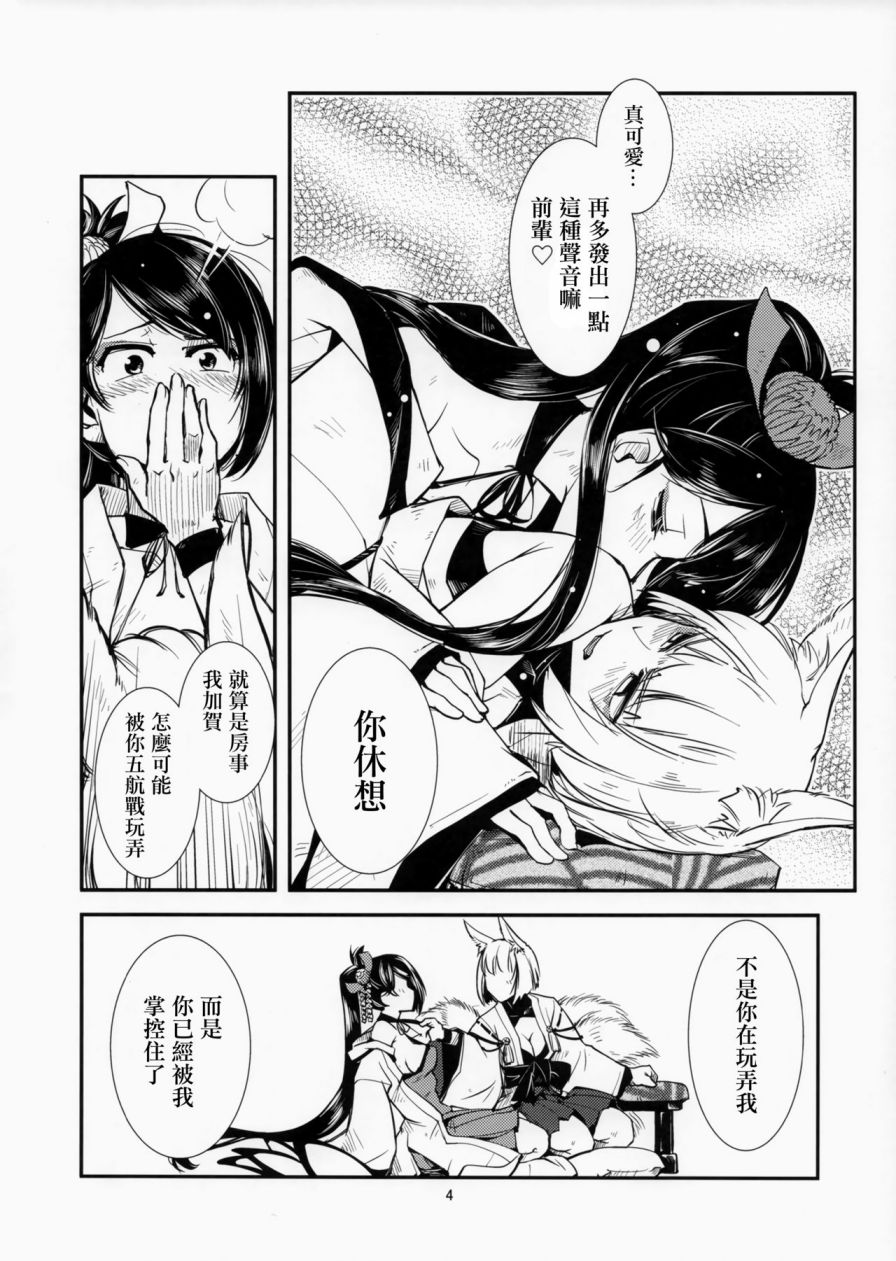 真可愛…
再多發出一點
這種聲音嘛
前輩♡
你休想
就算是房事
我加賀
怎麼可能
被你五航戰玩弄
不是你在玩弄我
而是
你已經被我
掌控住了
4